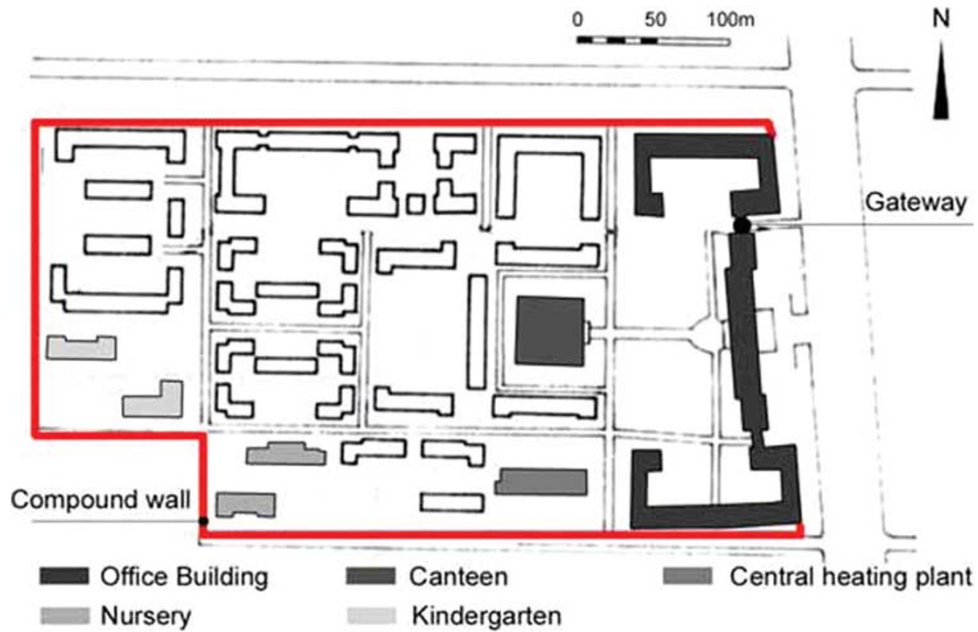 0 50 100m
N
Gateway
Compound wall
Office Building
Canteen
Central heating plant
Nursery
Kindergarten